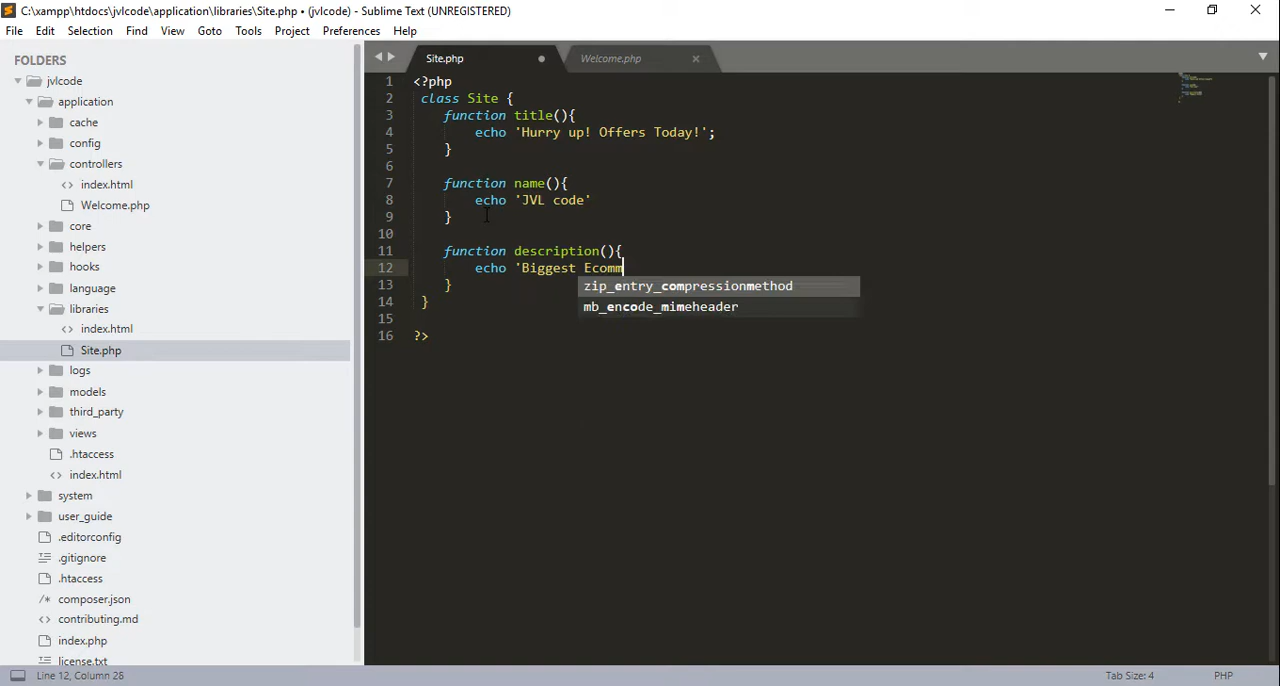 C:\xampp\htdocs\jvlcode\application\libraries\Site.php • (jvlcode) - Sublime Text (UNREGISTERED)
File Edit Selection Find View Goto Tools Project Preferences Help
FOLDERS
jvlcode
application
cache
config
controllers
index.html
Welcome.php
core
helpers
hooks
language
libraries
index.html
Site.php
logs
models
third_party
views
.htaccess
index.html
system
user_guide
.editorconfig
.gitignore
.htaccess
composer.json
contributing.md
index.php
license.txt
Site.php Welcome.php
1 <?php
2 class Site {
3 function title(){
4 echo 'Hurry up! Offers Today!';
5 }
6
7 function name(){
8 echo 'JVL code'
9 }
10
11 function description(){
12 echo 'Biggest Ecomm
13 }
14 }
15
16 ?>
zip_entry_compressionmethod
mb_encode_mimeheader
Line 12, Column 28 Tab Size: 4 PHP